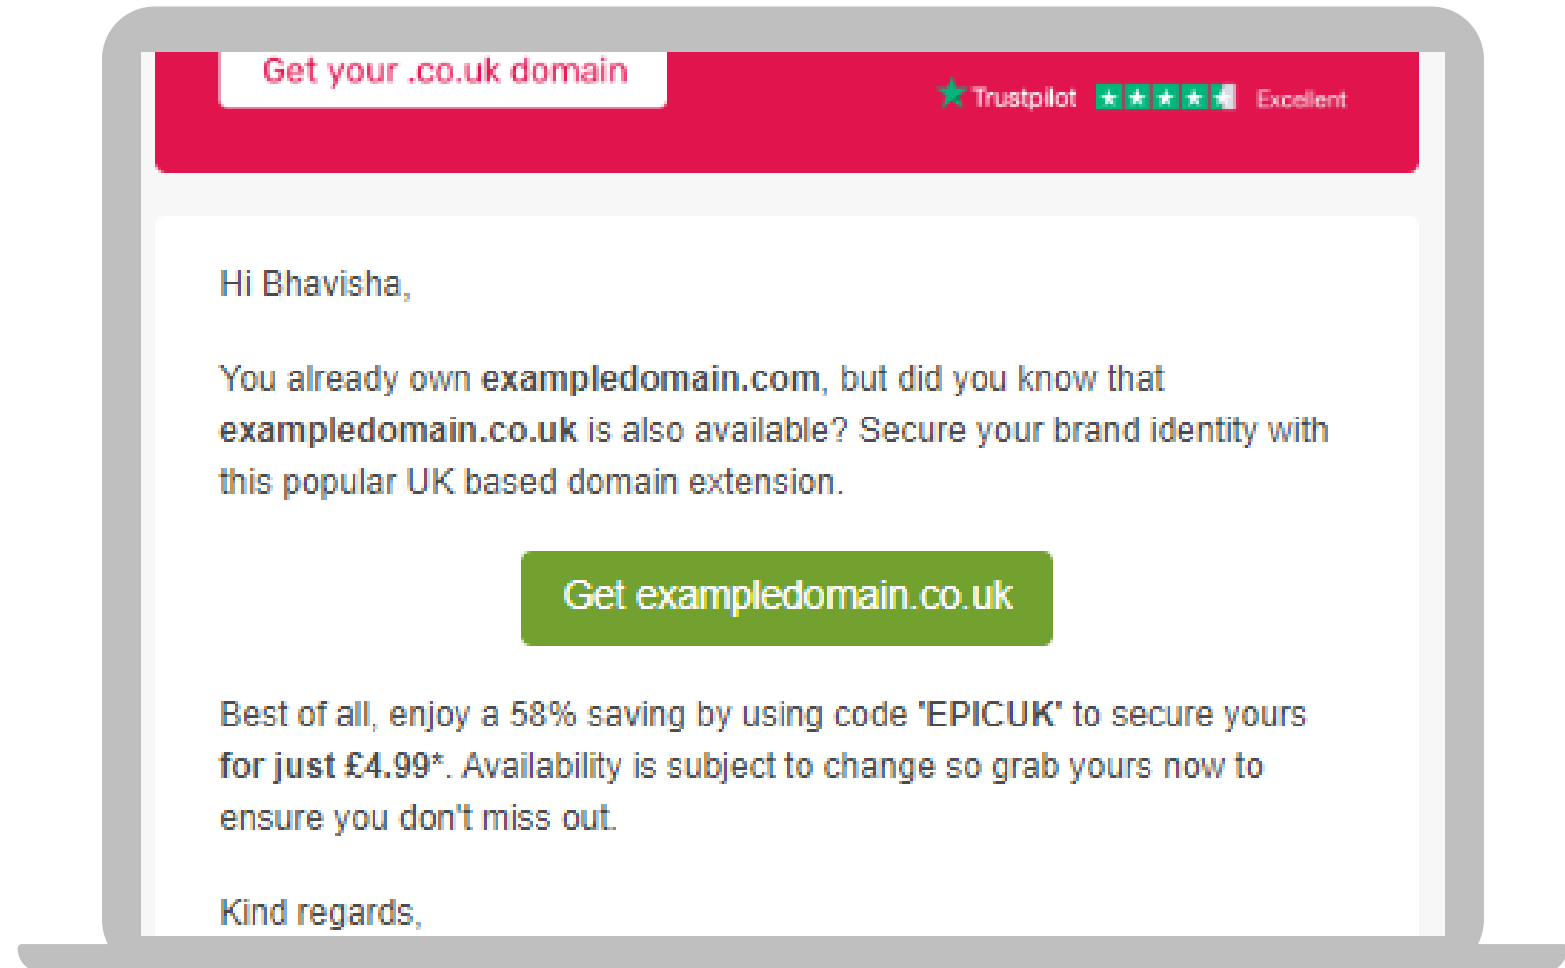 Get your .co.uk domain
Trustpilot Excellent
Hi Bhavisha,
You already own exampledomain.com, but did you know that
exampledomain.co.uk is also available? Secure your brand identity with
this popular UK based domain extension.
Get exampledomain.co.uk
Best of all, enjoy a 58% saving by using code 'EPICUK' to secure yours
for just £4.99*. Availability is subject to change so grab yours now to
ensure you don't miss out.
Kind regards,